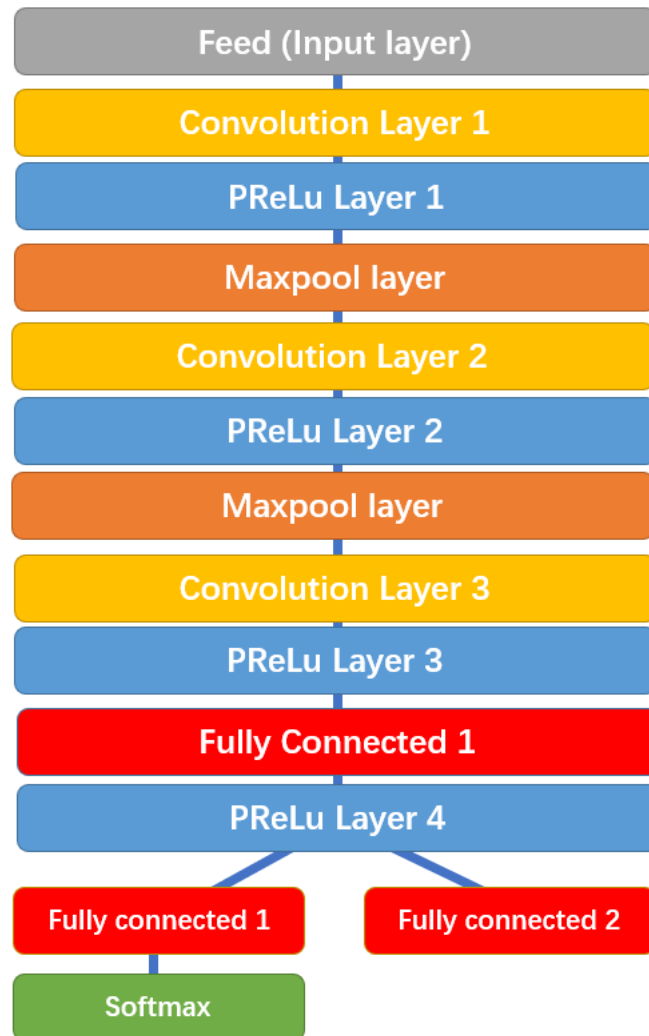 Feed (Input layer)
Convolution Layer 1
PReLu Layer 1
Maxpool layer
Convolution Layer 2
PReLu Layer 2
Maxpool layer
Convolution Layer 3
PReLu Layer 3
Fully Connected 1
PReLu Layer 4
Fully connected 1
Fully connected 2
Softmax